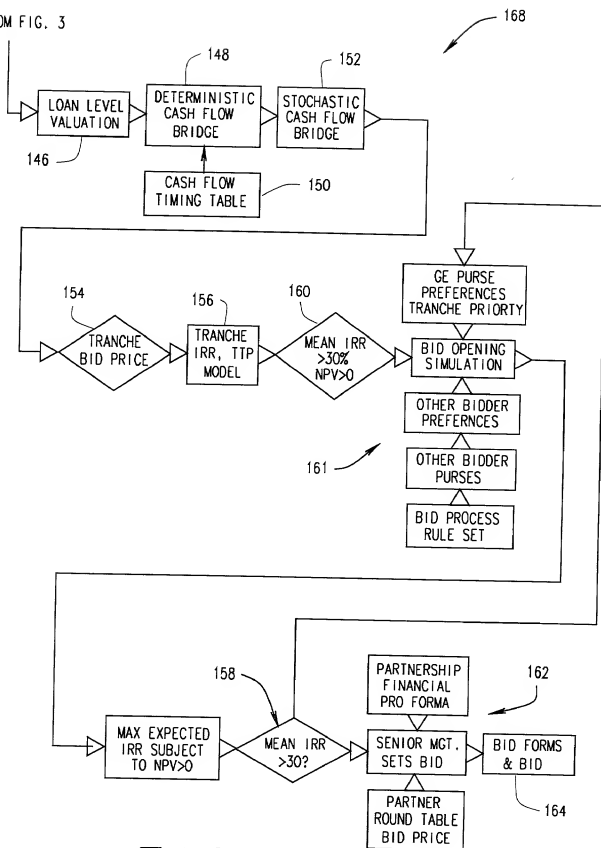 OM FIG. 3
168
148
152
LOAN LEVEL
VALUATION
DETERMINISTIC
CASH FLOW
BRIDGE
STOCHASTIC
CASH FLOW
BRIDGE
146
CASH FLOW
TIMING TABLE
150
GE PURSE
PREFERENCES
TRANCHE PRIORTY
154
156
160
TRANCHE
BID PRICE
TRANCHE
IRR, TTP
MODEL
MEAN IRR
>30%
NPV>0
BID OPENING
SIMULATION
OTHER BIDDER
PREFERNCES
161
OTHER BIDDER
PURSES
BID PROCESS
RULE SET
158
PARTNERSHIP
FINANCIAL
PRO FORMA
162
MAX EXPECTED
IRR SUBJECT
TO NPV>0
MEAN IRR
>30?
SENIOR MGT.
SETS BID
BID FORMS
& BID
164
PARTNER
ROUND TABLE
BID PRICE